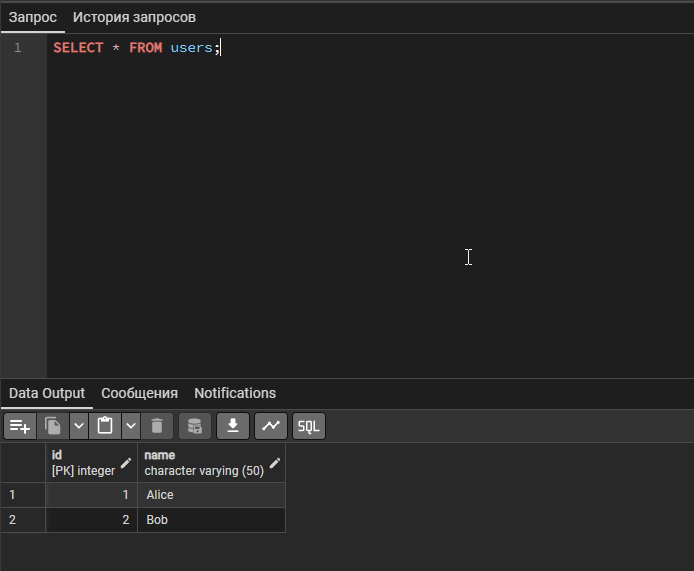 Запрос История запросов
1 SELECT * FROM users;
Data Output Сообщения Notifications
SQL
id name
[PK] integer character varying (50)
1 1 Alice
2 2 Bob